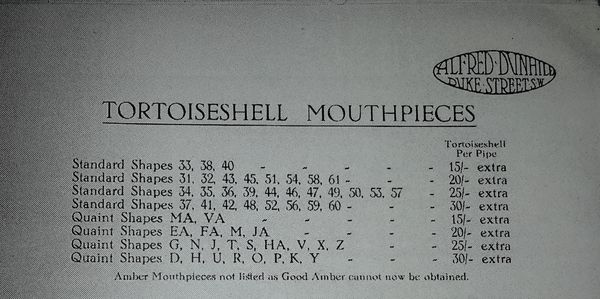 ALFRED·DUNHILL
DUKE·STREET·S.W.
TORTOISESHELL MOUTHPIECES
Tortoiseshell
Per Pipe
Standard Shapes 33, 38, 40 - - - - - 15/- extra
Standard Shapes 31, 32, 43, 45, 51, 54, 58, 61 - - - 20/- extra
Standard Shapes 34, 35, 36, 39, 44, 46, 47, 49, 50, 53, 57 - 25/- extra
Standard Shapes 37, 41, 42, 48, 52, 56, 59, 60 - - - 30/- extra
Quaint Shapes MA, VA - - - - - 15/- extra
Quaint Shapes EA, FA, M, JA - - - - 20/- extra
Quaint Shapes G, N, J, T, S, HA, V, X, Z - - 25/- extra
Quaint Shapes D, H, U, R, O, P, K, Y - - - 30/- extra
Amber Mouthpieces not listed as Good Amber cannot now be obtained.